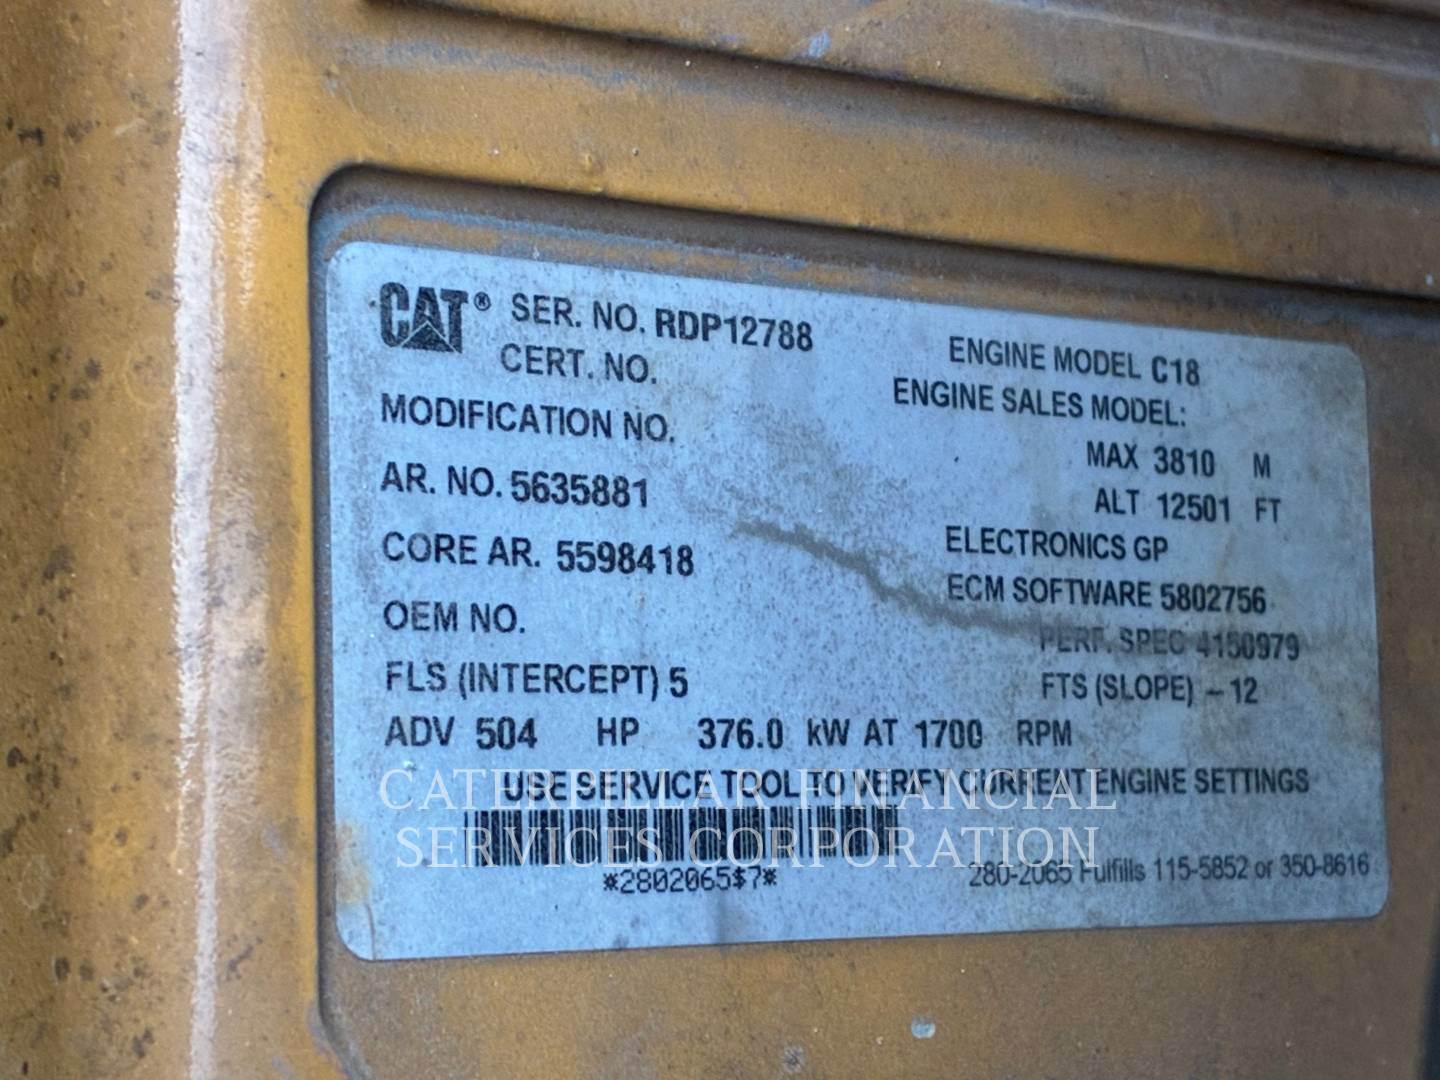 CAT® SER. NO. RDP12788
CERT. NO.
MODIFICATION NO.
AR. NO. 5635881
CORE AR. 5598418
OEM NO.
FLS (INTERCEPT) 5
ENGINE MODEL C18
ENGINE SALES MODEL:
MAX 3810 M
ALT 12501 FT
ELECTRONICS GP
ECM SOFTWARE 5802756
PERF. SPEC 4150979
FTS (SLOPE) -12
ADV 504 HP 376.0 kW AT 1700 RPM
USE SERVICE TOOL TO VERIFY CURRENT ENGINE SETTINGS
CATERPILLAR FINANCIAL
SERVICES CORPORATION
*2802065$7*
280-2065 Fulfills 115-5852 or 350-8616